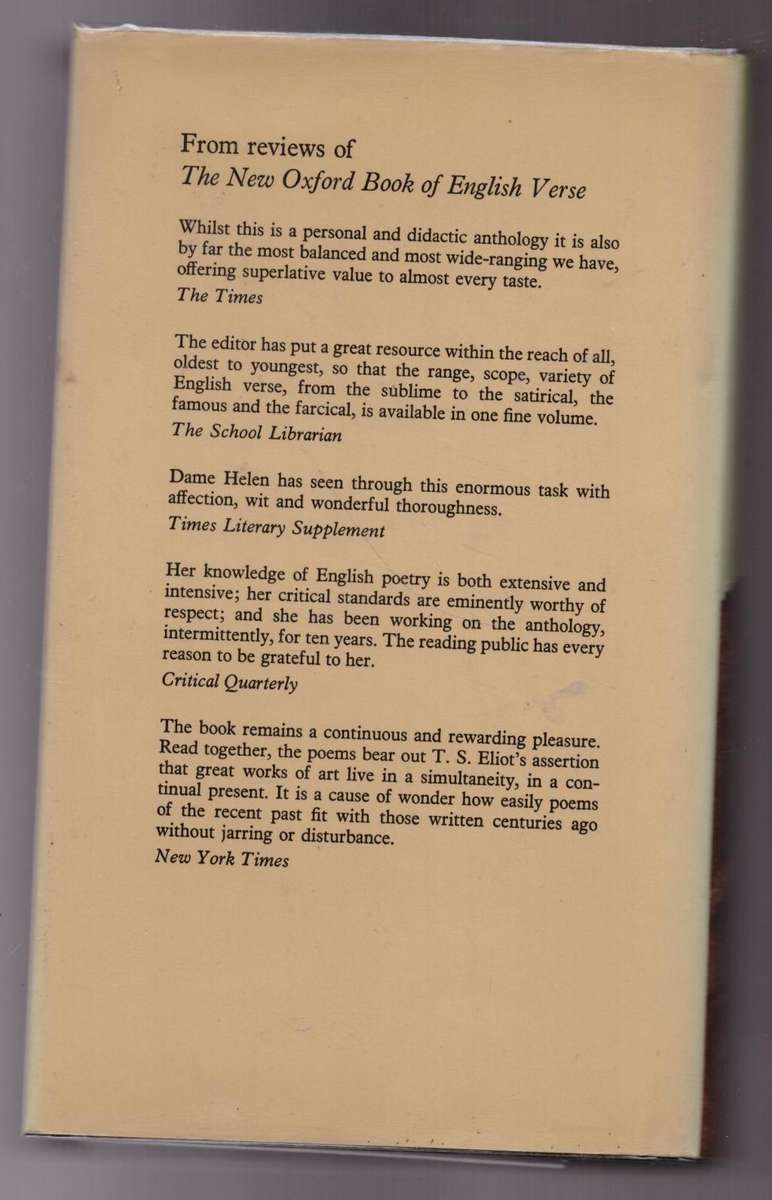 From reviews of
The New Oxford Book of English Verse
Whilst this is a personal and didactic anthology it is also
by far the most balanced and most wide-ranging we have,
offering superlative value to almost every taste.
The Times
The editor has put a great resource within the reach of all,
oldest to youngest, so that the range, scope, variety of
English verse, from the sublime to the satirical, the
famous and the farcical, is available in one fine volume.
The School Librarian
Dame Helen has seen through this enormous task with
affection, wit and wonderful thoroughness.
Times Literary Supplement
Her knowledge of English poetry is both extensive and
intensive; her critical standards are eminently worthy of
respect; and she has been working on the anthology,
intermittently, for ten years. The reading public has every
reason to be grateful to her.
Critical Quarterly
The book remains a continuous and rewarding pleasure.
Read together, the poems bear out T. S. Eliot's assertion
that great works of art live in a simultaneity, in a con-
tinual present. It is a cause of wonder how easily poems
of the recent past fit with those written centuries ago
without jarring or disturbance.
New York Times